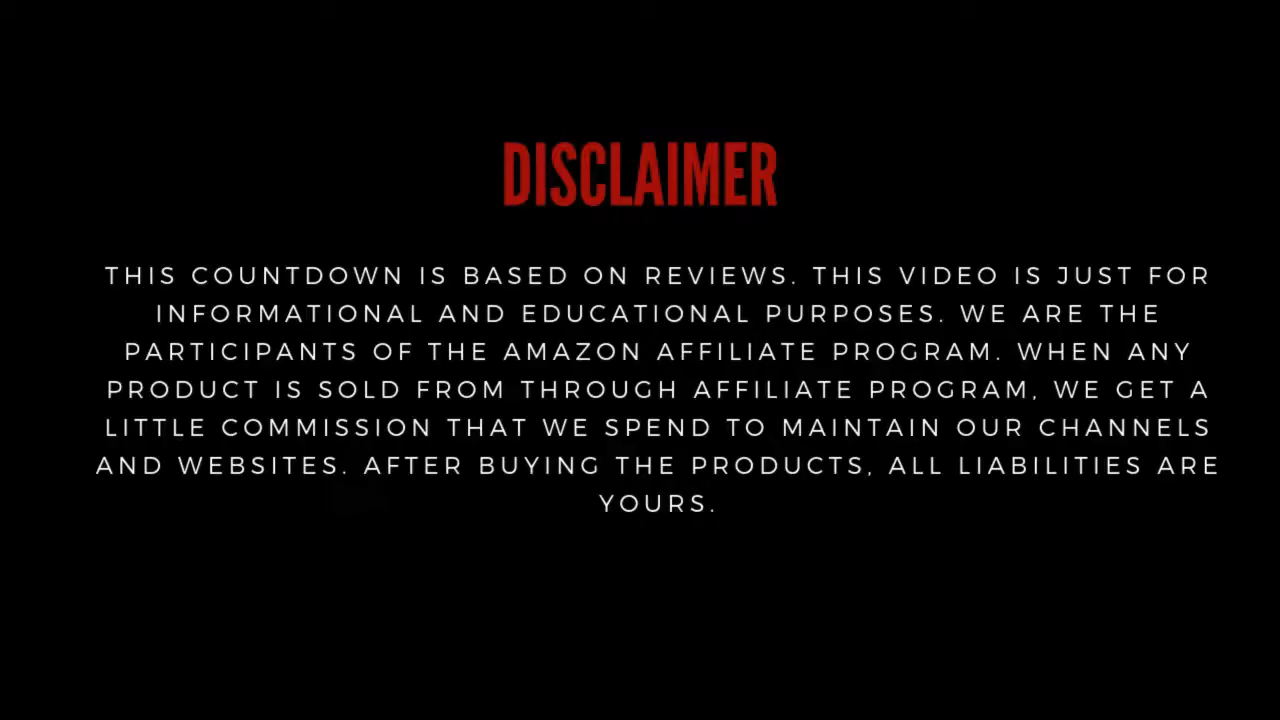 DISCLAIMER
THIS COUNTDOWN IS BASED ON REVIEWS. THIS VIDEO IS JUST FOR
INFORMATIONAL AND EDUCATIONAL PURPOSES. WE ARE THE
PARTICIPANTS OF THE AMAZON AFFILIATE PROGRAM. WHEN ANY
PRODUCT IS SOLD FROM THROUGH AFFILIATE PROGRAM, WE GET A
LITTLE COMMISSION THAT WE SPEND TO MAINTAIN OUR CHANNELS
AND WEBSITES. AFTER BUYING THE PRODUCTS, ALL LIABILITIES ARE
YOURS.